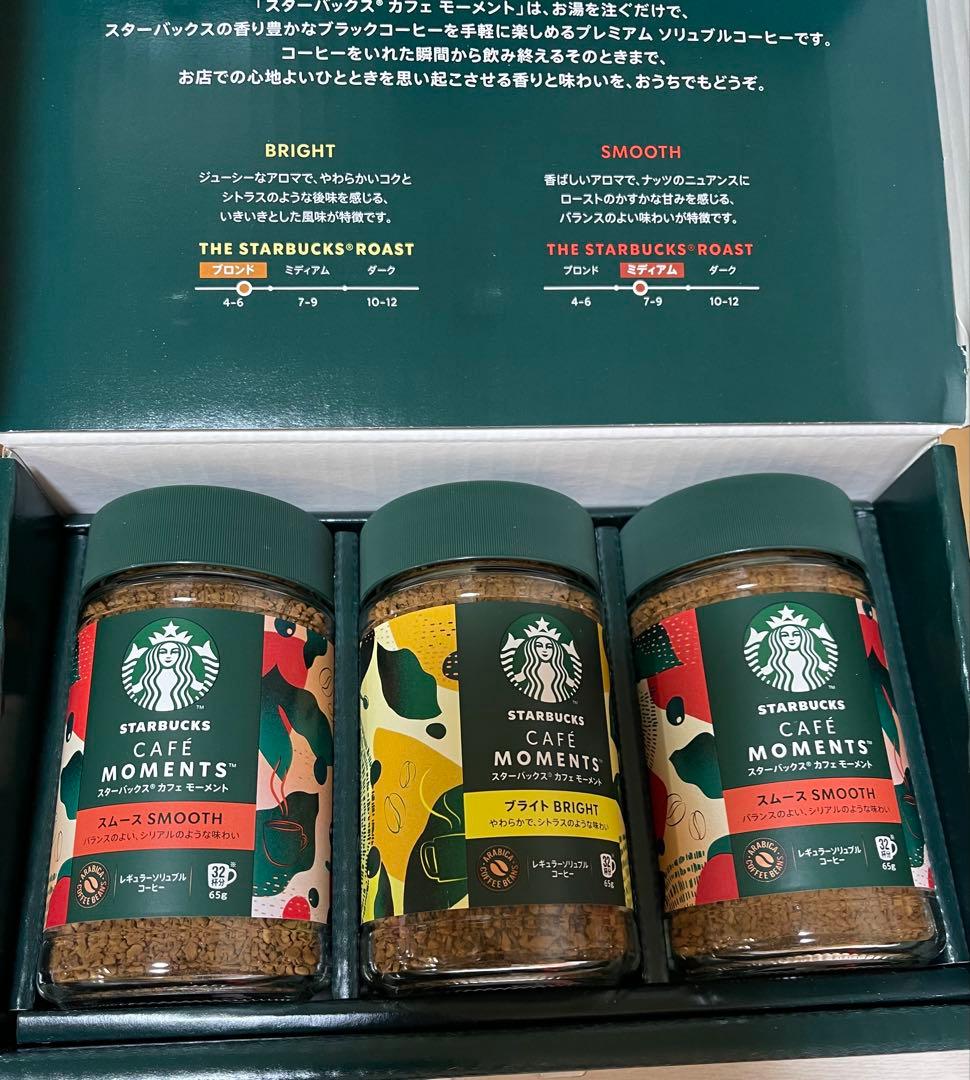 「スターバックス® カフェ モーメント」は、お湯を注ぐだけで、
スターバックスの香り豊かなブラックコーヒーを手軽に楽しめるプレミアム ソリュブルコーヒーです。
コーヒーをいれた瞬間から飲み終えるそのときまで、
お店での心地よいひとときを思い起こさせる香りと味わいを、おうちでもどうぞ。
BRIGHT
ジューシーなアロマで、やわらかいコクと
シトラスのような後味を感じる、
いきいきとした風味が特徴です。
THE STARBUCKS® ROAST
ブロンド ミディアム ダーク
4-6 7-9 10-12
SMOOTH
香ばしいアロマで、ナッツのニュアンスに
ローストのかすかな甘みを感じる、
バランスのよい味わいが特徴です。
THE STARBUCKS® ROAST
ブロンド ミディアム ダーク
4-6 7-9 10-12
TM
STARBUCKS
CAFÉ
MOMENTS™
スターバックス® カフェ モーメント
スムース SMOOTH
バランスのよい、シリアルのような味わい
ARABICA COFFEE BEANS
レギュラーソリュブル
コーヒー
※
32
杯分
65g
TM
STARBUCKS
CAFÉ
MOMENTS™
スターバックス® カフェ モーメント
ブライト BRIGHT
やわらかで、シトラスのような味わい
ARABICA COFFEE BEANS
レギュラーソリュブル
コーヒー
32
杯分
65g
TM
STARBUCKS
CAFÉ
MOMENTS™
スターバックス® カフェ モーメント
スムース SMOOTH
バランスのよい、シリアルのような味わい
ARABICA COFFEE BEANS
レギュラーソリュブル
コーヒー
※
32
杯分
65g